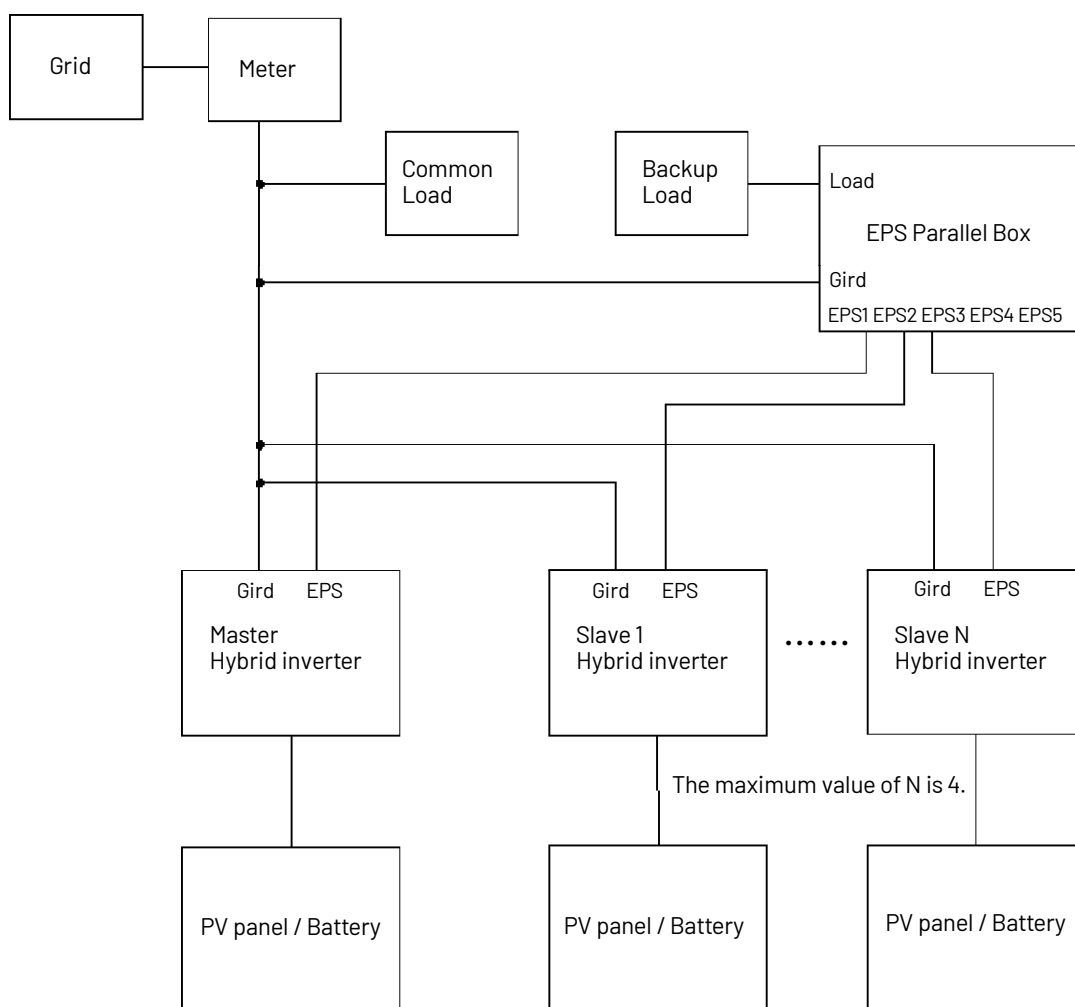 Grid
Meter
Common
Load
Backup
Load
Load
EPS Parallel Box
Gird
EPS1 EPS2 EPS3 EPS4 EPS5
Gird EPS
Master
Hybrid inverter
Gird EPS
Slave 1
Hybrid inverter
......
Gird EPS
Slave N
Hybrid inverter
The maximum value of N is 4.
PV panel / Battery
PV panel / Battery
PV panel / Battery